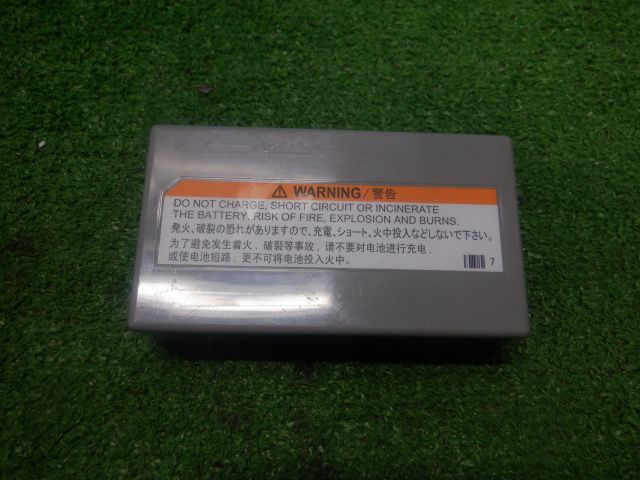 ⚠ WARNING/警告
DO NOT CHARGE, SHORT CIRCUIT OR INCINERATE
THE BATTERY, RISK OF FIRE, EXPLOSION AND BURNS.
発火、破裂の恐れがありますので、充電、ショート、火中投入などしないで下さい。
为了避免发生着火，破裂等事故，请不要对电池进行充电，
或使电池短路，更不可将电池投入火中。
7